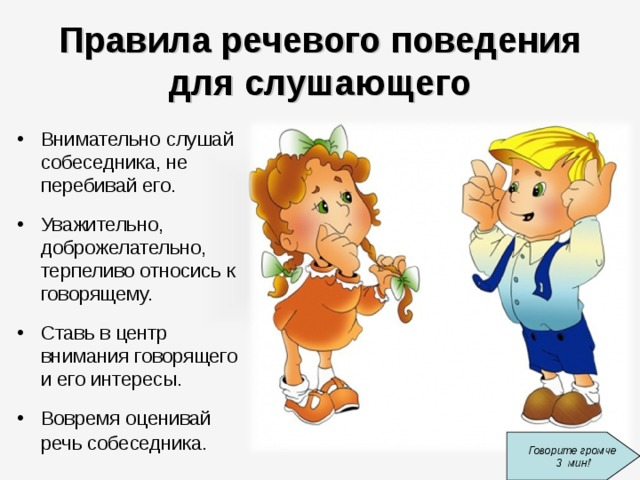 Правила речевого поведения
для слушающего
• Внимательно слушай
собеседника, не
перебивай его.
• Уважительно,
доброжелательно,
терпеливо относись к
говорящему.
• Ставь в центр
внимания говорящего
и его интересы.
• Вовремя оценивай
речь собеседника.
Говорите громче
3 мин!